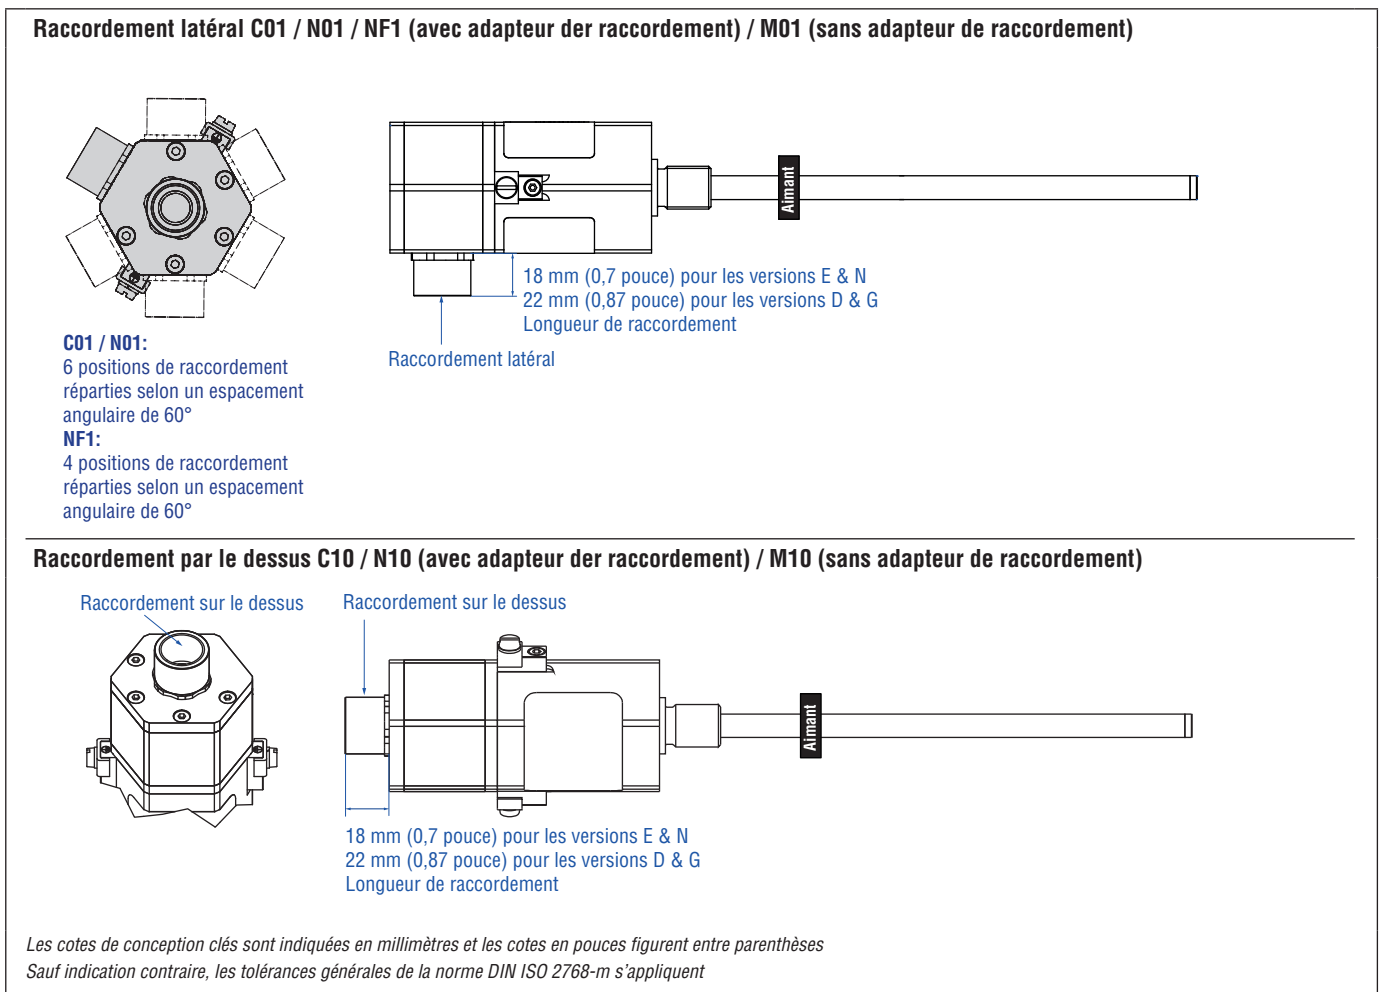 Raccordement latéral C01 / N01 / NF1 (avec adapteur der raccordement) / M01 (sans adapteur de raccordement)
Aimant
18 mm (0,7 pouce) pour les versions E & N
22 mm (0,87 pouce) pour les versions D & G
Longueur de raccordement
Raccordement latéral
C01 / N01:
6 positions de raccordement
réparties selon un espacement
angulaire de 60°
NF1:
4 positions de raccordement
réparties selon un espacement
angulaire de 60°
Raccordement par le dessus C10 / N10 (avec adapteur der raccordement) / M10 (sans adapteur de raccordement)
Raccordement sur le dessus
Raccordement sur le dessus
Aimant
18 mm (0,7 pouce) pour les versions E & N
22 mm (0,87 pouce) pour les versions D & G
Longueur de raccordement
Les cotes de conception clés sont indiquées en millimètres et les cotes en pouces figurent entre parenthèses
Sauf indication contraire, les tolérances générales de la norme DIN ISO 2768-m s’appliquent